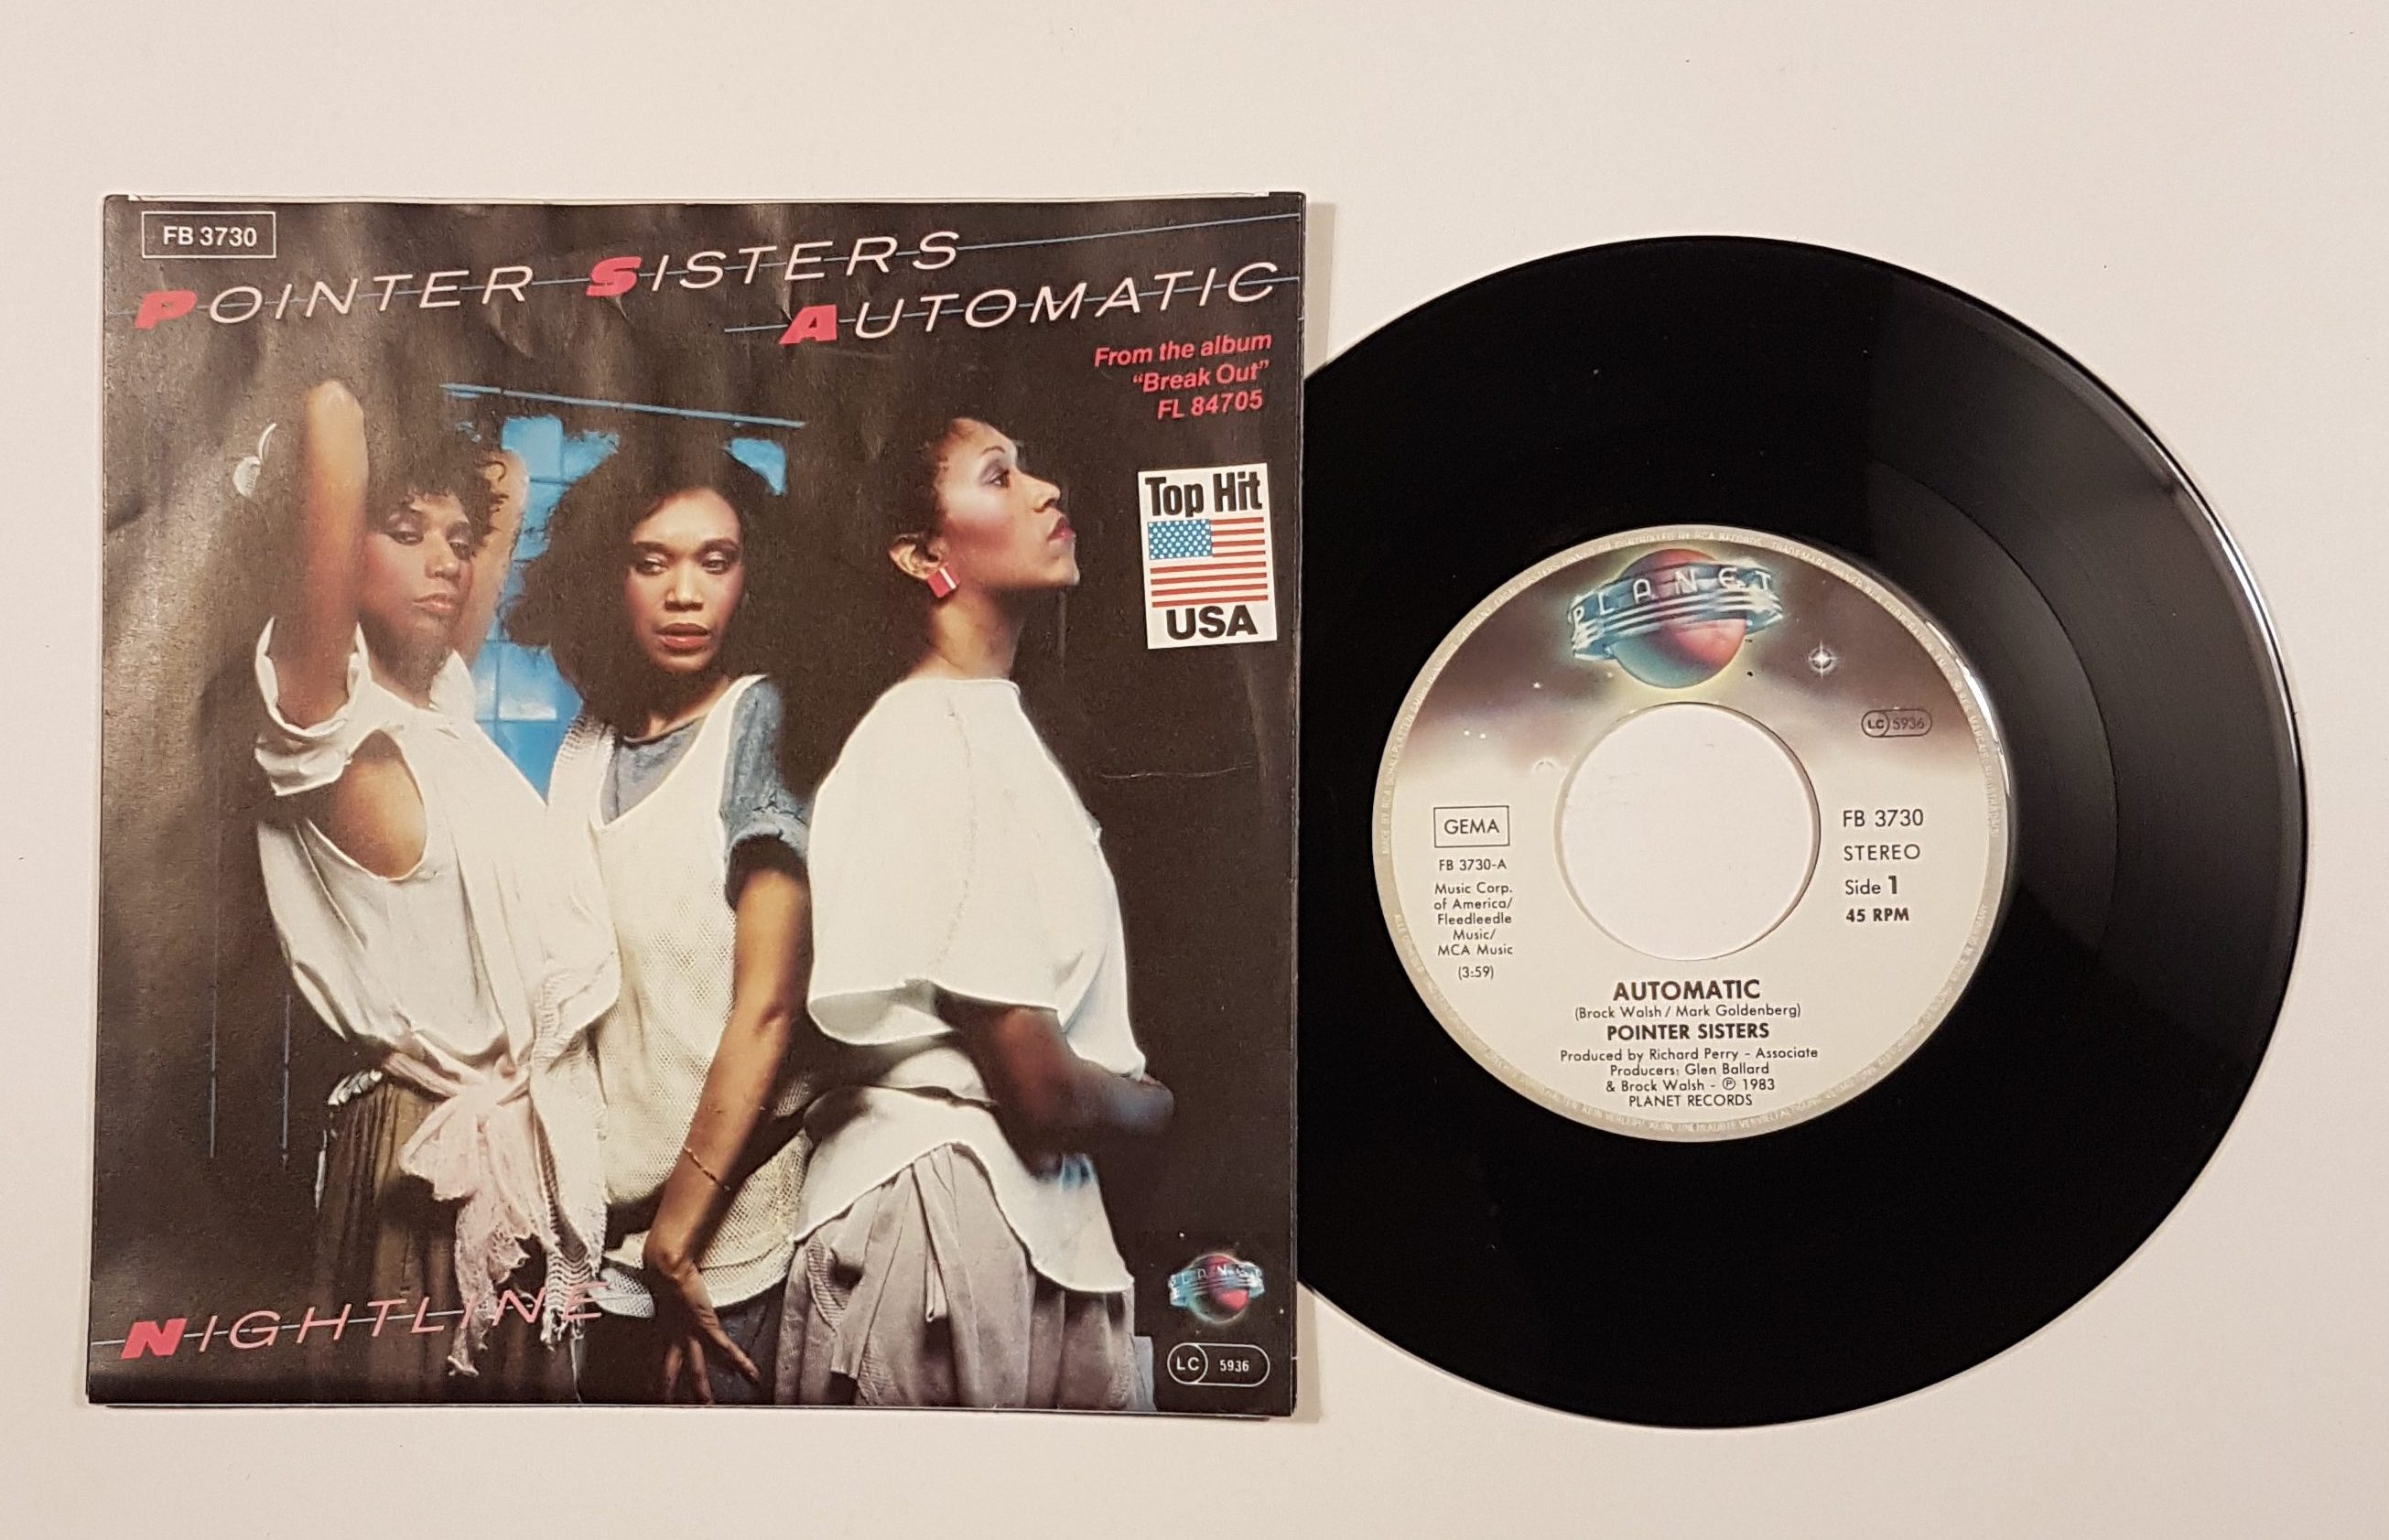 FB 3730
POINTER SISTERS
AUTOMATIC
From the album
"Break Out"
FL 84705
Top Hit
USA
NIGHTLINE
PLANET
LC 5936
PLANET
LC 5936
GEMA
FB 3730-A
Music Corp.
of America/
Fleedleedle
Music/
MCA Music
(3:59)
FB 3730
STEREO
Side 1
45 RPM
AUTOMATIC
(Brock Walsh / Mark Goldenberg)
POINTER SISTERS
Produced by Richard Perry - Associate
Producers: Glen Ballard
& Brock Walsh - ℗ 1983
PLANET RECORDS